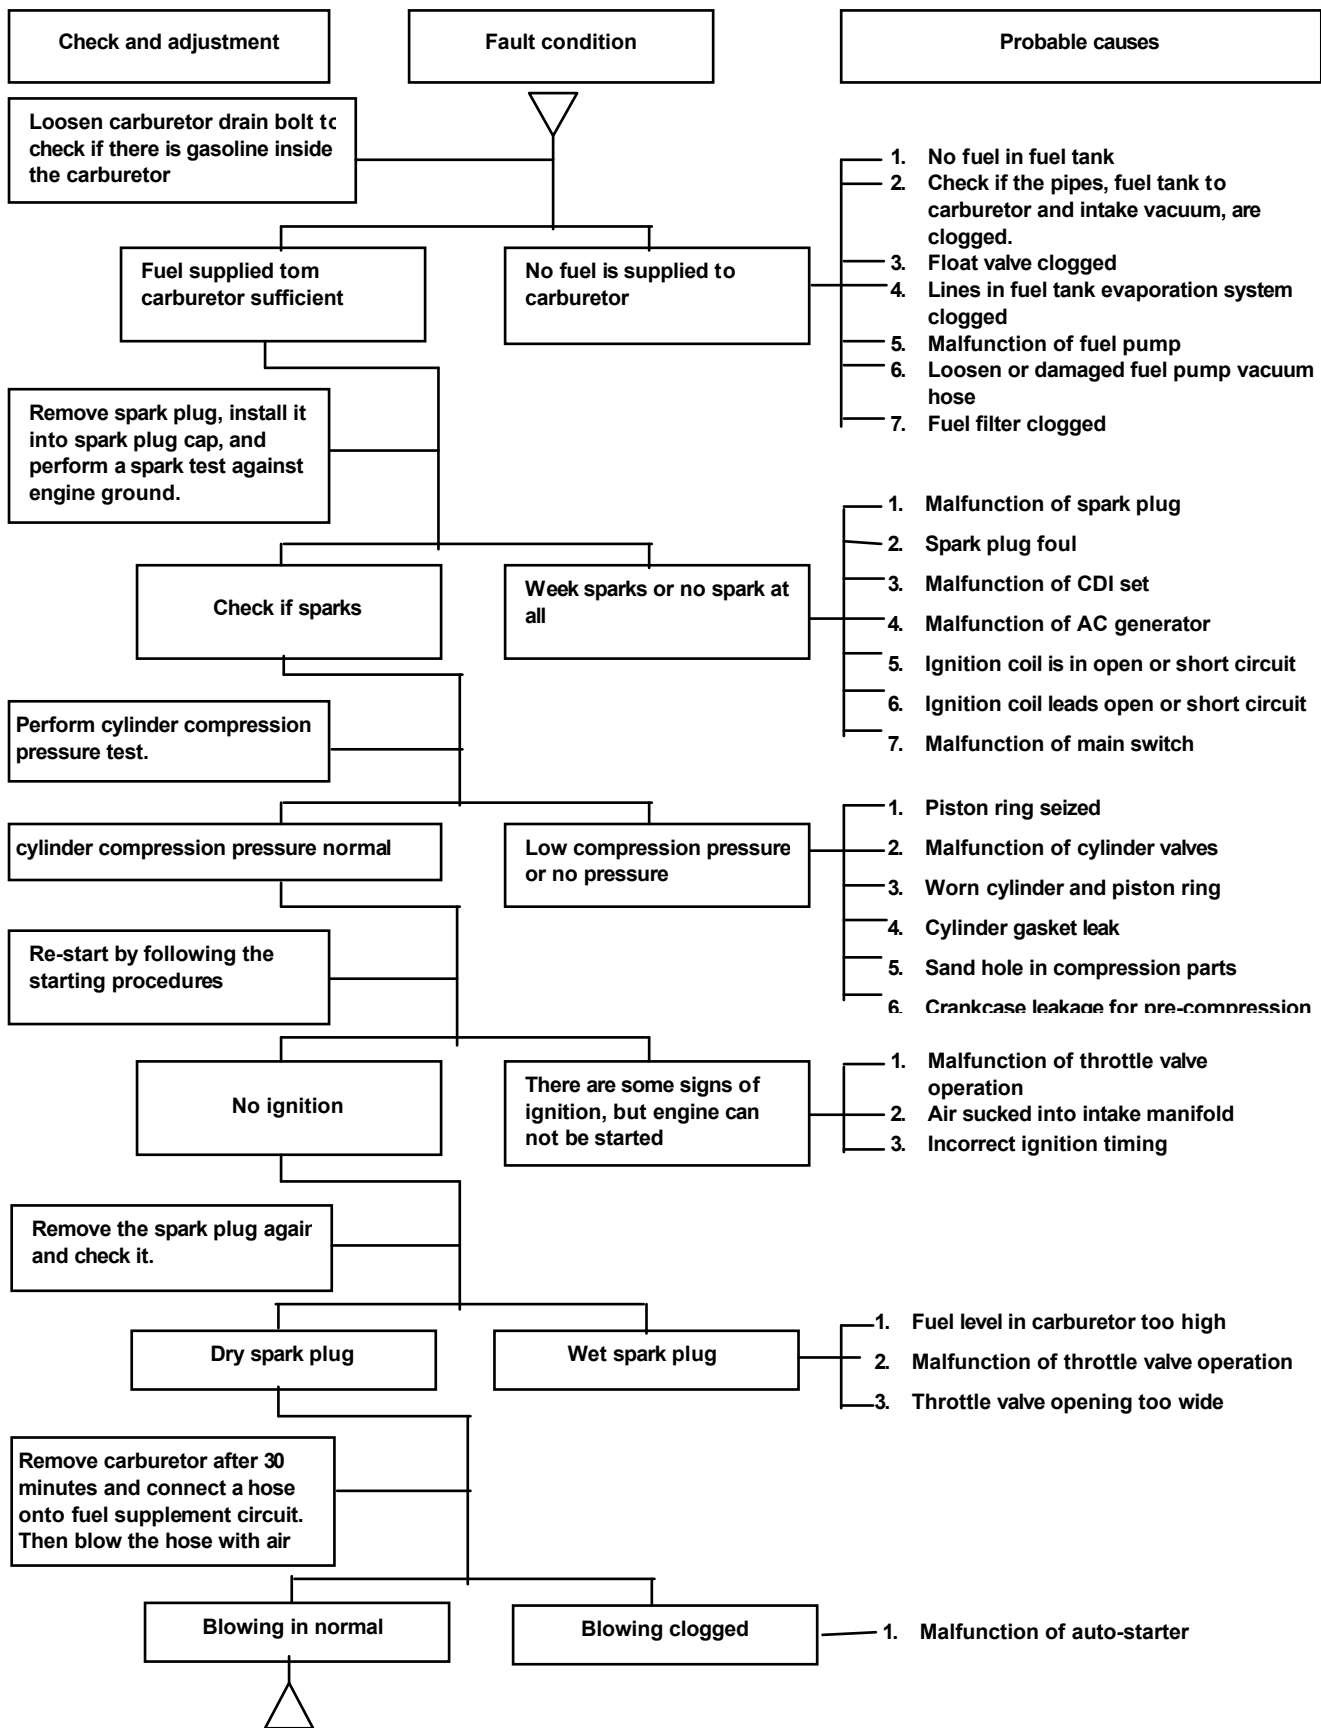 Check and adjustment
Fault condition
Probable causes
Loosen carburetor drain bolt to
check if there is gasoline inside
the carburetor
1. No fuel in fuel tank
2. Check if the pipes, fuel tank to
carburetor and intake vacuum, are
clogged.
3. Float valve clogged
4. Lines in fuel tank evaporation system
clogged
5. Malfunction of fuel pump
6. Loosen or damaged fuel pump vacuum
hose
7. Fuel filter clogged
Fuel supplied tom
carburetor sufficient
No fuel is supplied to
carburetor
Remove spark plug, install it
into spark plug cap, and
perform a spark test against
engine ground.
1. Malfunction of spark plug
2. Spark plug foul
3. Malfunction of CDI set
4. Malfunction of AC generator
5. Ignition coil is in open or short circuit
6. Ignition coil leads open or short circuit
7. Malfunction of main switch
Check if sparks
Week sparks or no spark at
all
Perform cylinder compression
pressure test.
1. Piston ring seized
2. Malfunction of cylinder valves
3. Worn cylinder and piston ring
4. Cylinder gasket leak
5. Sand hole in compression parts
6. Crankcase leakage for pre-compression
cylinder compression pressure normal
Low compression pressure
or no pressure
Re-start by following the
starting procedures
No ignition
There are some signs of
ignition, but engine can
not be started
1. Malfunction of throttle valve
operation
2. Air sucked into intake manifold
3. Incorrect ignition timing
Remove the spark plug again
and check it.
Dry spark plug
Wet spark plug
1. Fuel level in carburetor too high
2. Malfunction of throttle valve operation
3. Throttle valve opening too wide
Remove carburetor after 30
minutes and connect a hose
onto fuel supplement circuit.
Then blow the hose with air
Blowing in normal
Blowing clogged
1. Malfunction of auto-starter